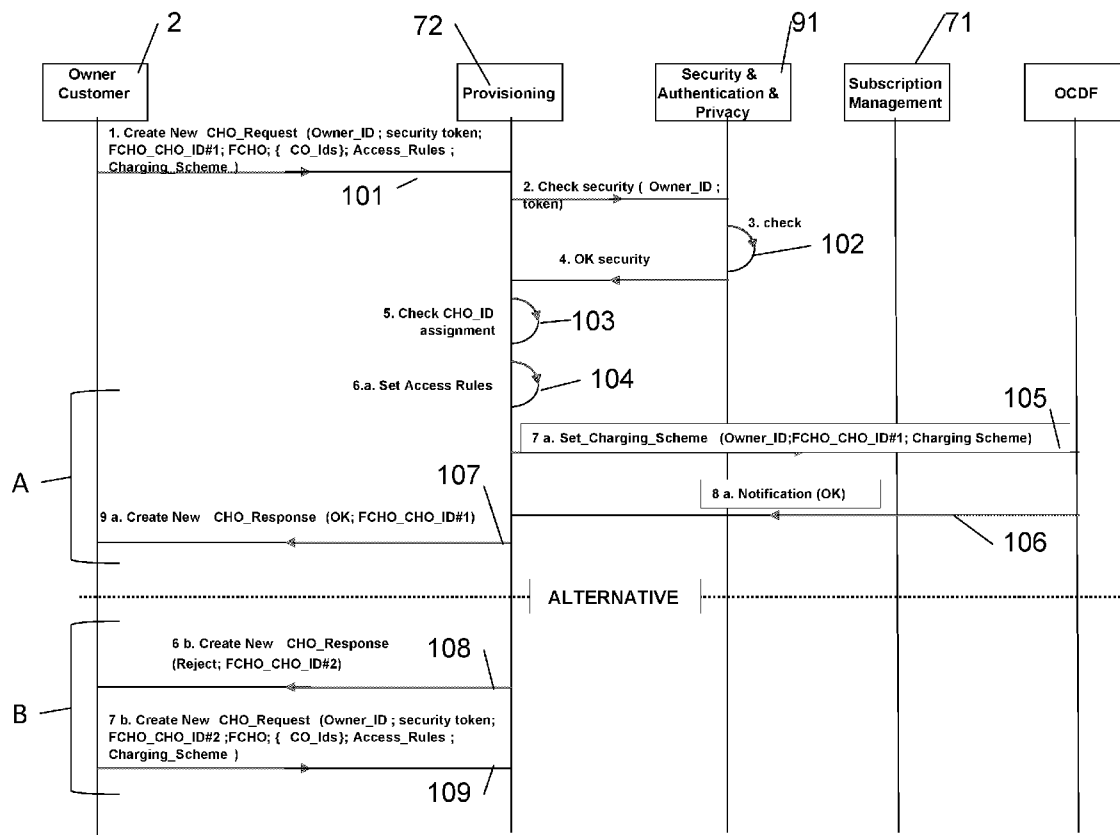 2
72
91
71
Owner
Customer
Provisioning
Security &
Authentication &
Privacy
Subscription
Management
OCDF
1. Create New CHO_Request (Owner_ID ; security token;
FCHO_CHO_ID#1; FCHO; { CO_Ids}; Access_Rules ;
Charging_Scheme )
101
2. Check security ( Owner_ID ;
token)
3. check
102
4. OK security
5. Check CHO_ID
assignment
103
6.a. Set Access Rules
104
A
7 a. Set_Charging_Scheme (Owner_ID;FCHO_CHO_ID#1; Charging Scheme)
105
8 a. Notification (OK)
106
107
9 a. Create New CHO_Response (OK; FCHO_CHO_ID#1)
ALTERNATIVE
B
6 b. Create New CHO_Response
(Reject; FCHO_CHO_ID#2)
108
7 b. Create New CHO_Request (Owner_ID ; security token;
FCHO_CHO_ID#2 ;FCHO; { CO_Ids}; Access_Rules ;
Charging_Scheme )
109